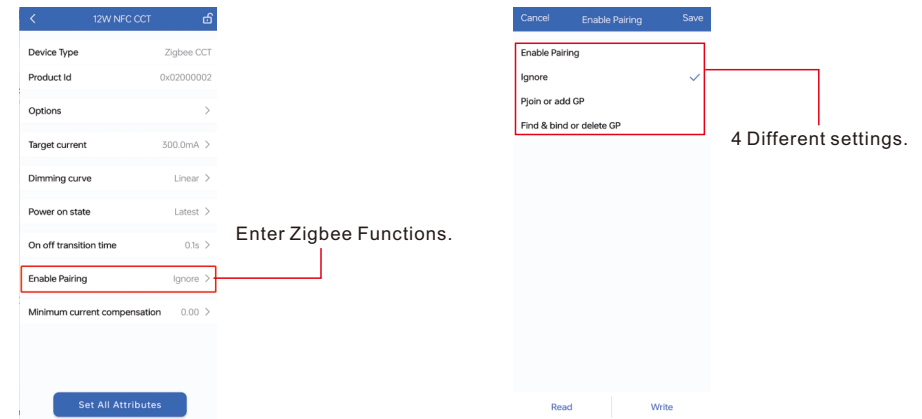 12W NFC CCT
Device Type Zigbee CCT
Product Id 0x02000002
Options
Target current 300.0mA
Dimming curve Linear
Power on state Latest
On off transition time 0.1s
Enable Pairing Ignore
Minimum current compensation 0.00
Set All Attributes
Enter Zigbee Functions.
Cancel Enable Pairing Save
Enable Pairing
Ignore
Pjoin or add GP
Find & bind or delete GP
4 Different settings.
Read Write